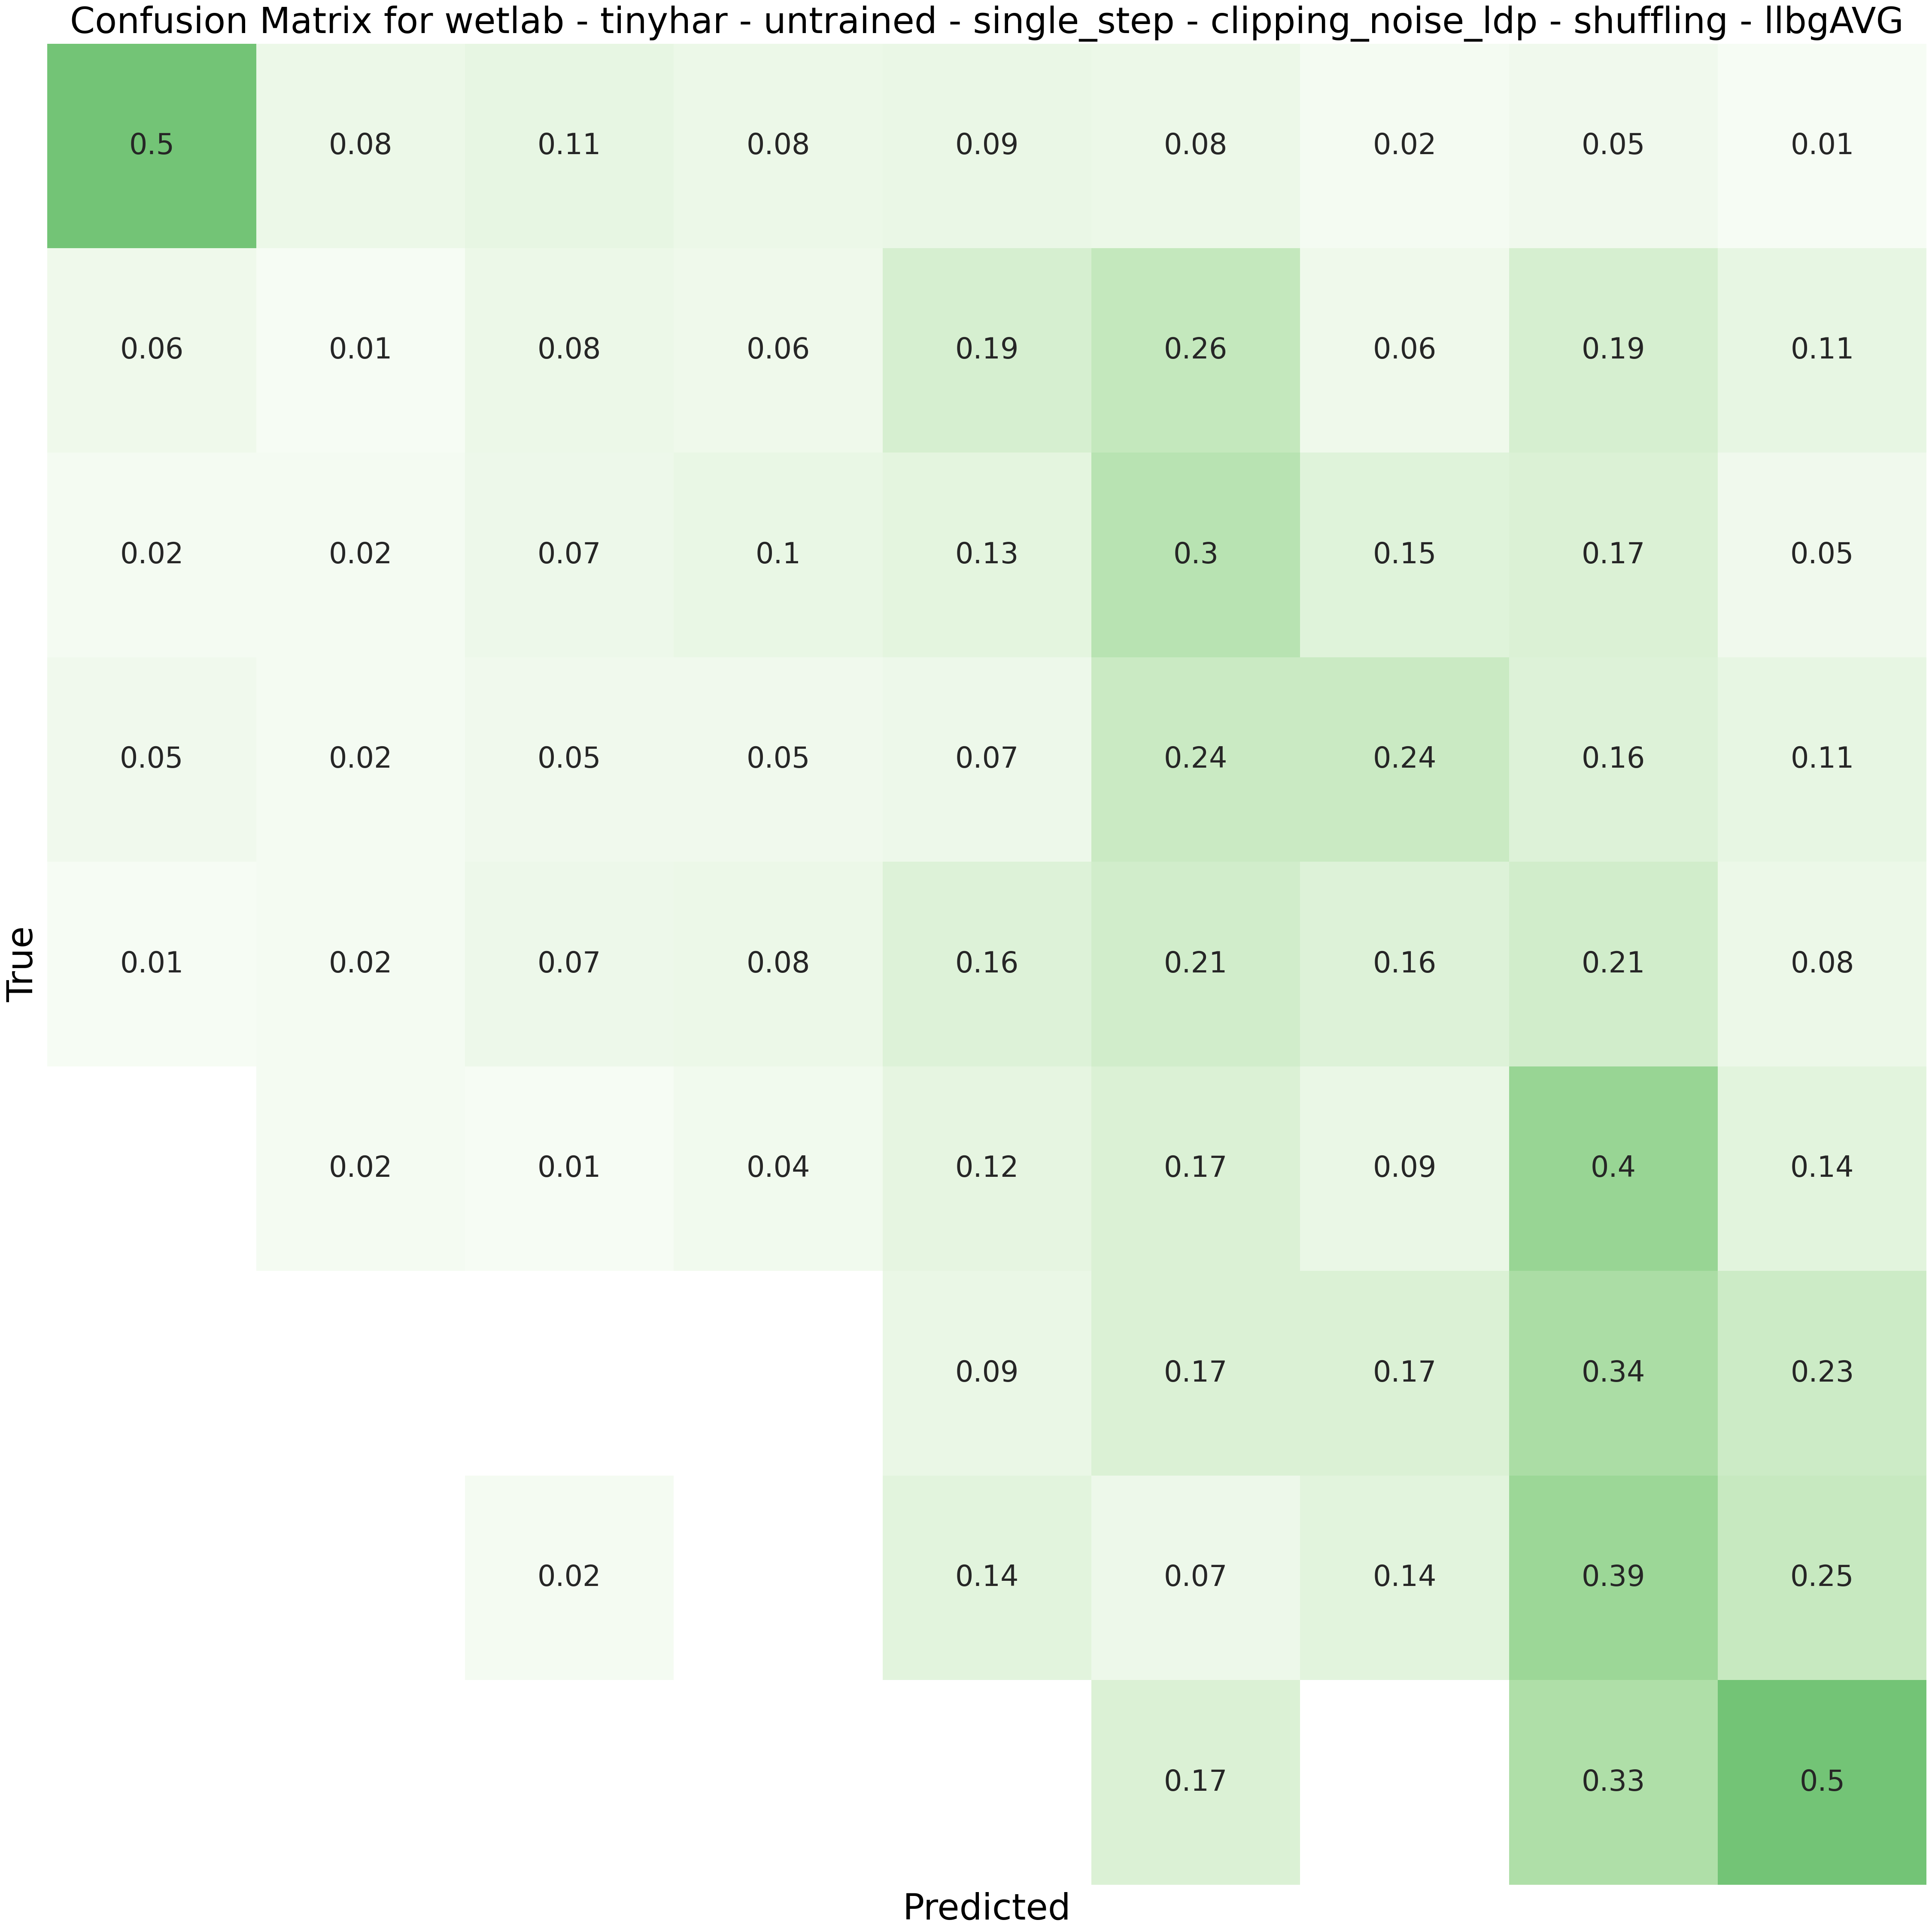 Confusion Matrix for wetlab - tinyhar - untrained - single_step - clipping_noise_ldp - shuffling - llbgAVG
0.5 0.08 0.11 0.08 0.09 0.08 0.02 0.05 0.01
0.06 0.01 0.08 0.06 0.19 0.26 0.06 0.19 0.11
0.02 0.02 0.07 0.1 0.13 0.3 0.15 0.17 0.05
0.05 0.02 0.05 0.05 0.07 0.24 0.24 0.16 0.11
True
0.01 0.02 0.07 0.08 0.16 0.21 0.16 0.21 0.08
0.02 0.01 0.04 0.12 0.17 0.09 0.4 0.14
0.09 0.17 0.17 0.34 0.23
0.02 0.14 0.07 0.14 0.39 0.25
0.17 0.33 0.5
Predicted